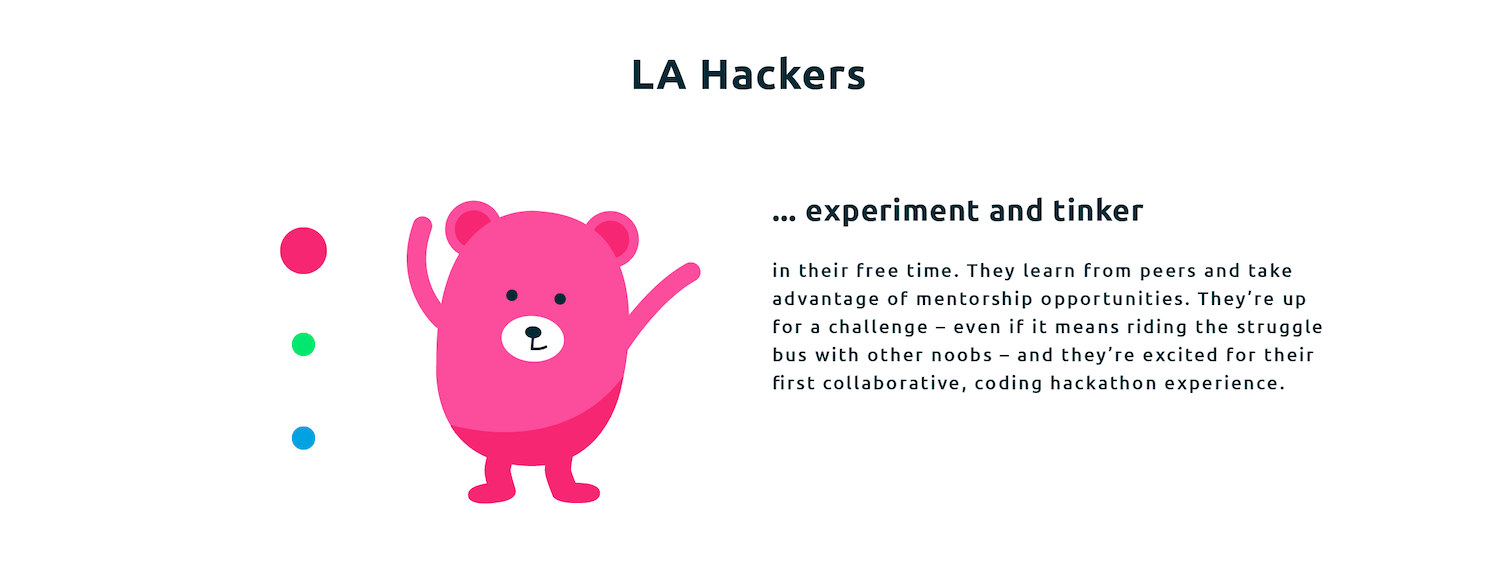 LA Hackers
... experiment and tinker
in their free time. They learn from peers and take
advantage of mentorship opportunities. They’re up
for a challenge – even if it means riding the struggle
bus with other noobs – and they’re excited for their
first collaborative, coding hackathon experience.